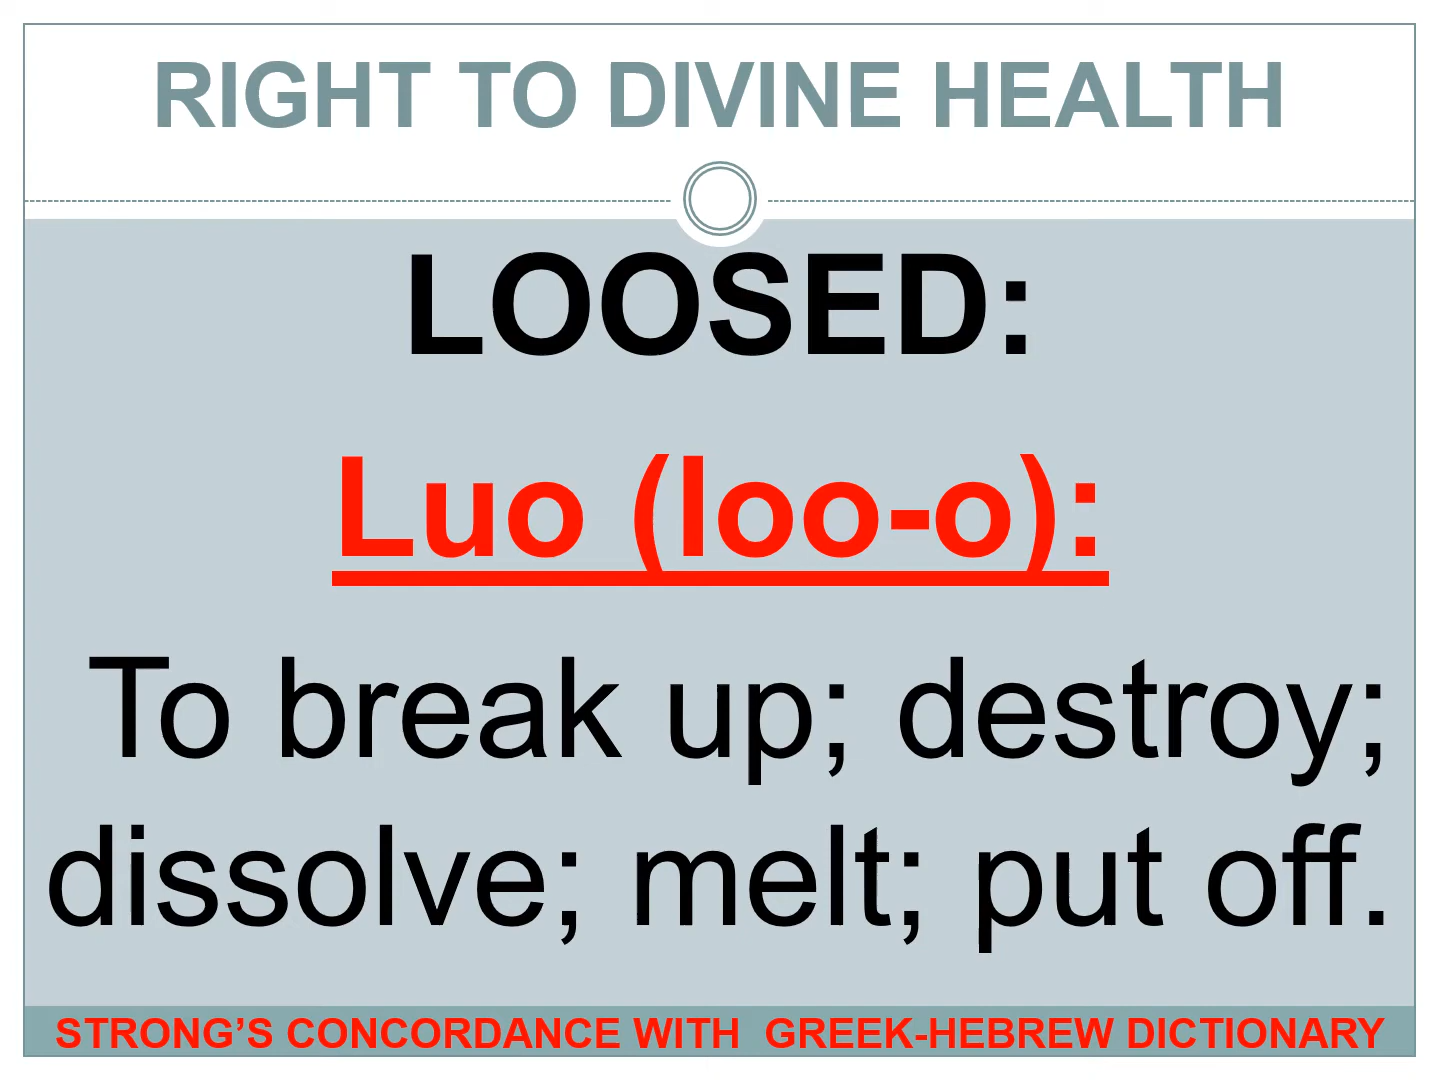 RIGHT TO DIVINE HEALTH
LOOSED:
Luo (loo-o):
To break up; destroy;
dissolve; melt; put off.
STRONG’S CONCORDANCE WITH  GREEK-HEBREW DICTIONARY